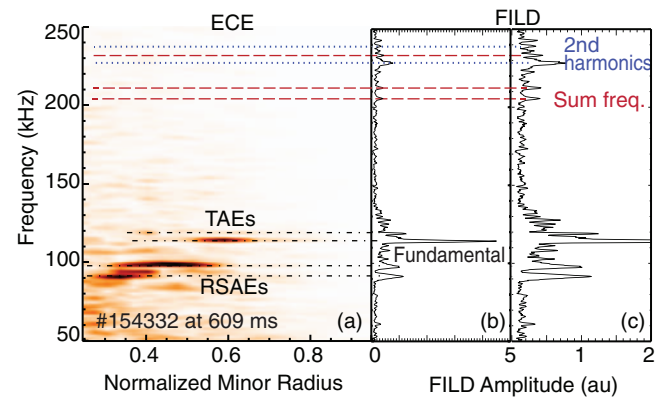 ECE
FILD
250
200
150
100
50
Frequency (kHz)
2nd
harmonics
Sum freq.
TAEs
Fundamental
RSAEs
#154332 at 609 ms
(a)
(b)
(c)
0.4 0.6 0.8
0 5 1 2
Normalized Minor Radius
FILD Amplitude (au)